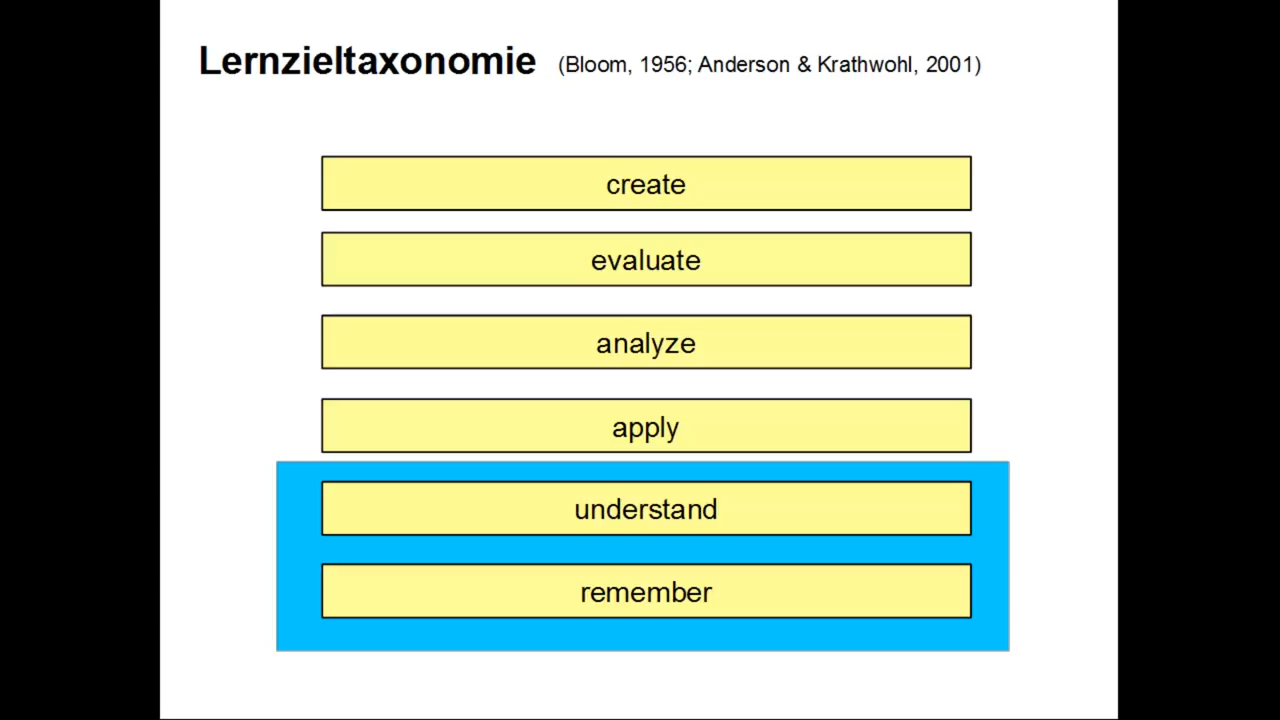 Lernzieltaxonomie (Bloom, 1956; Anderson & Krathwohl, 2001)
create
evaluate
analyze
apply
understand
remember